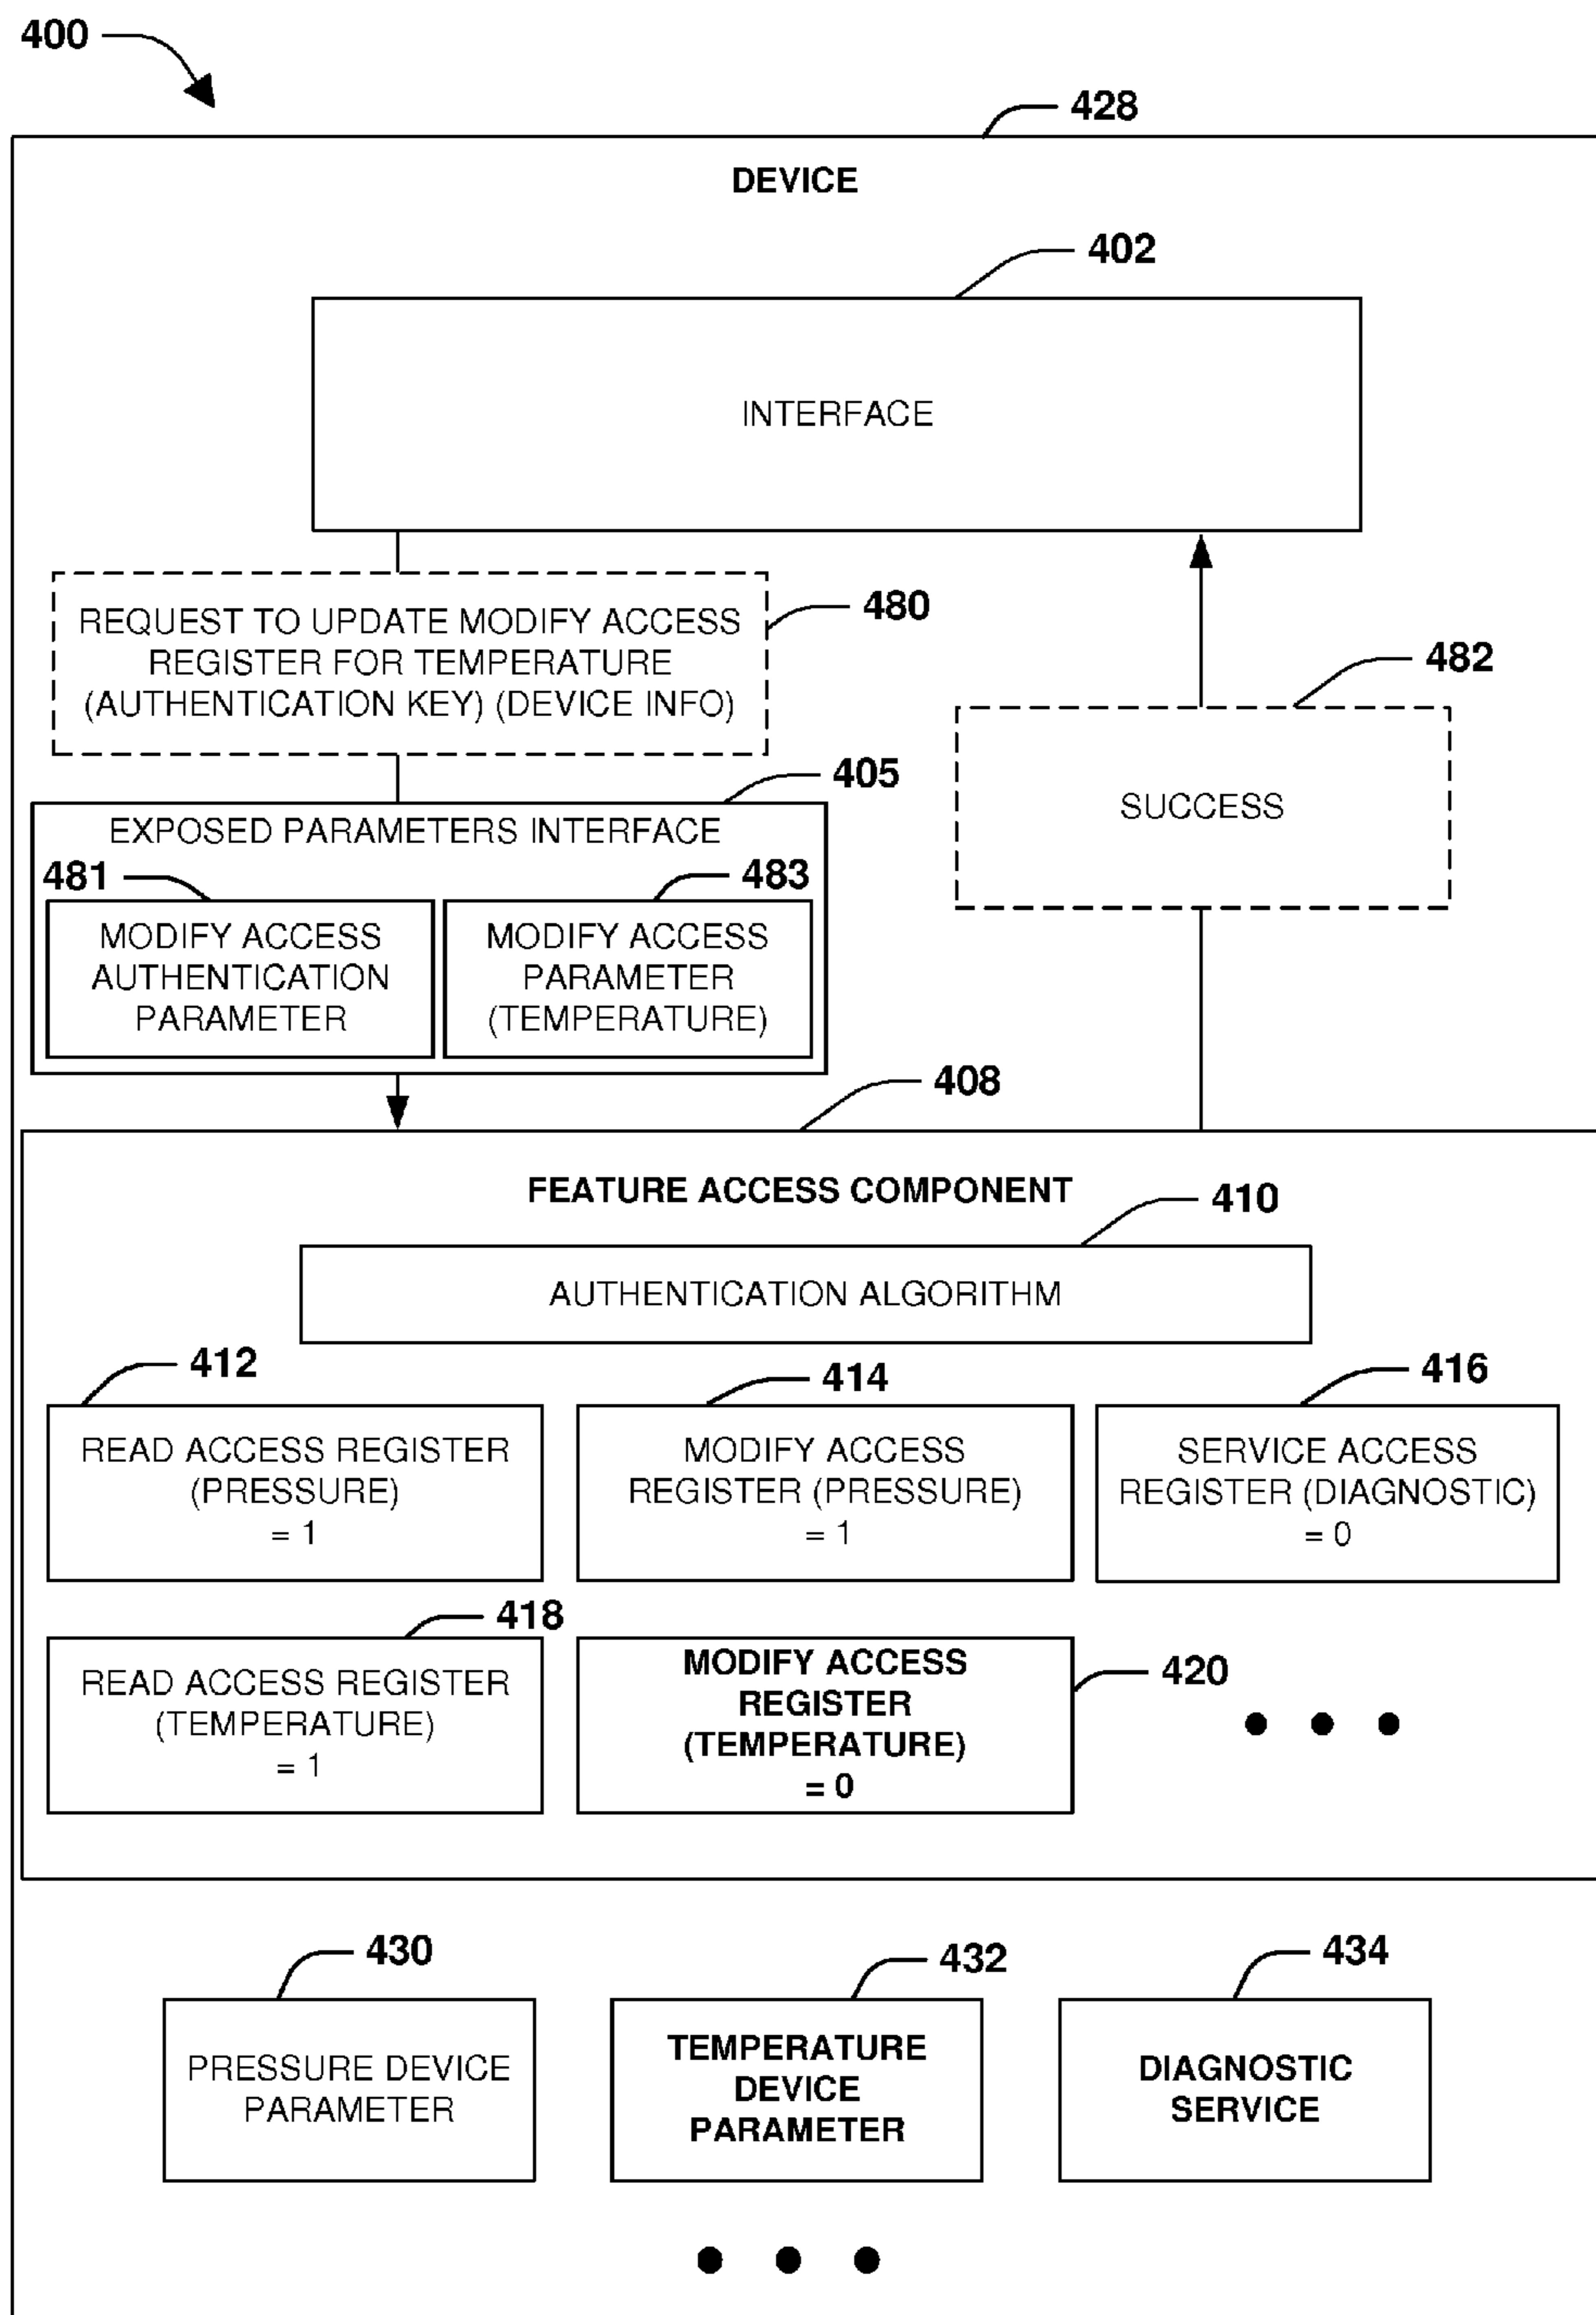 400
428
DEVICE
402
INTERFACE
REQUEST TO UPDATE MODIFY ACCESS
REGISTER FOR TEMPERATURE
(AUTHENTICATION KEY) (DEVICE INFO)
480
482
SUCCESS
405
EXPOSED PARAMETERS INTERFACE
481
483
MODIFY ACCESS
AUTHENTICATION
PARAMETER
MODIFY ACCESS
PARAMETER
(TEMPERATURE)
408
FEATURE ACCESS COMPONENT
410
AUTHENTICATION ALGORITHM
412
414
416
READ ACCESS REGISTER
(PRESSURE)
= 1
MODIFY ACCESS
REGISTER (PRESSURE)
= 1
SERVICE ACCESS
REGISTER (DIAGNOSTIC)
= 0
418
READ ACCESS REGISTER
(TEMPERATURE)
= 1
MODIFY ACCESS
REGISTER
(TEMPERATURE)
= 0
420
430
432
434
PRESSURE DEVICE
PARAMETER
TEMPERATURE
DEVICE
PARAMETER
DIAGNOSTIC
SERVICE